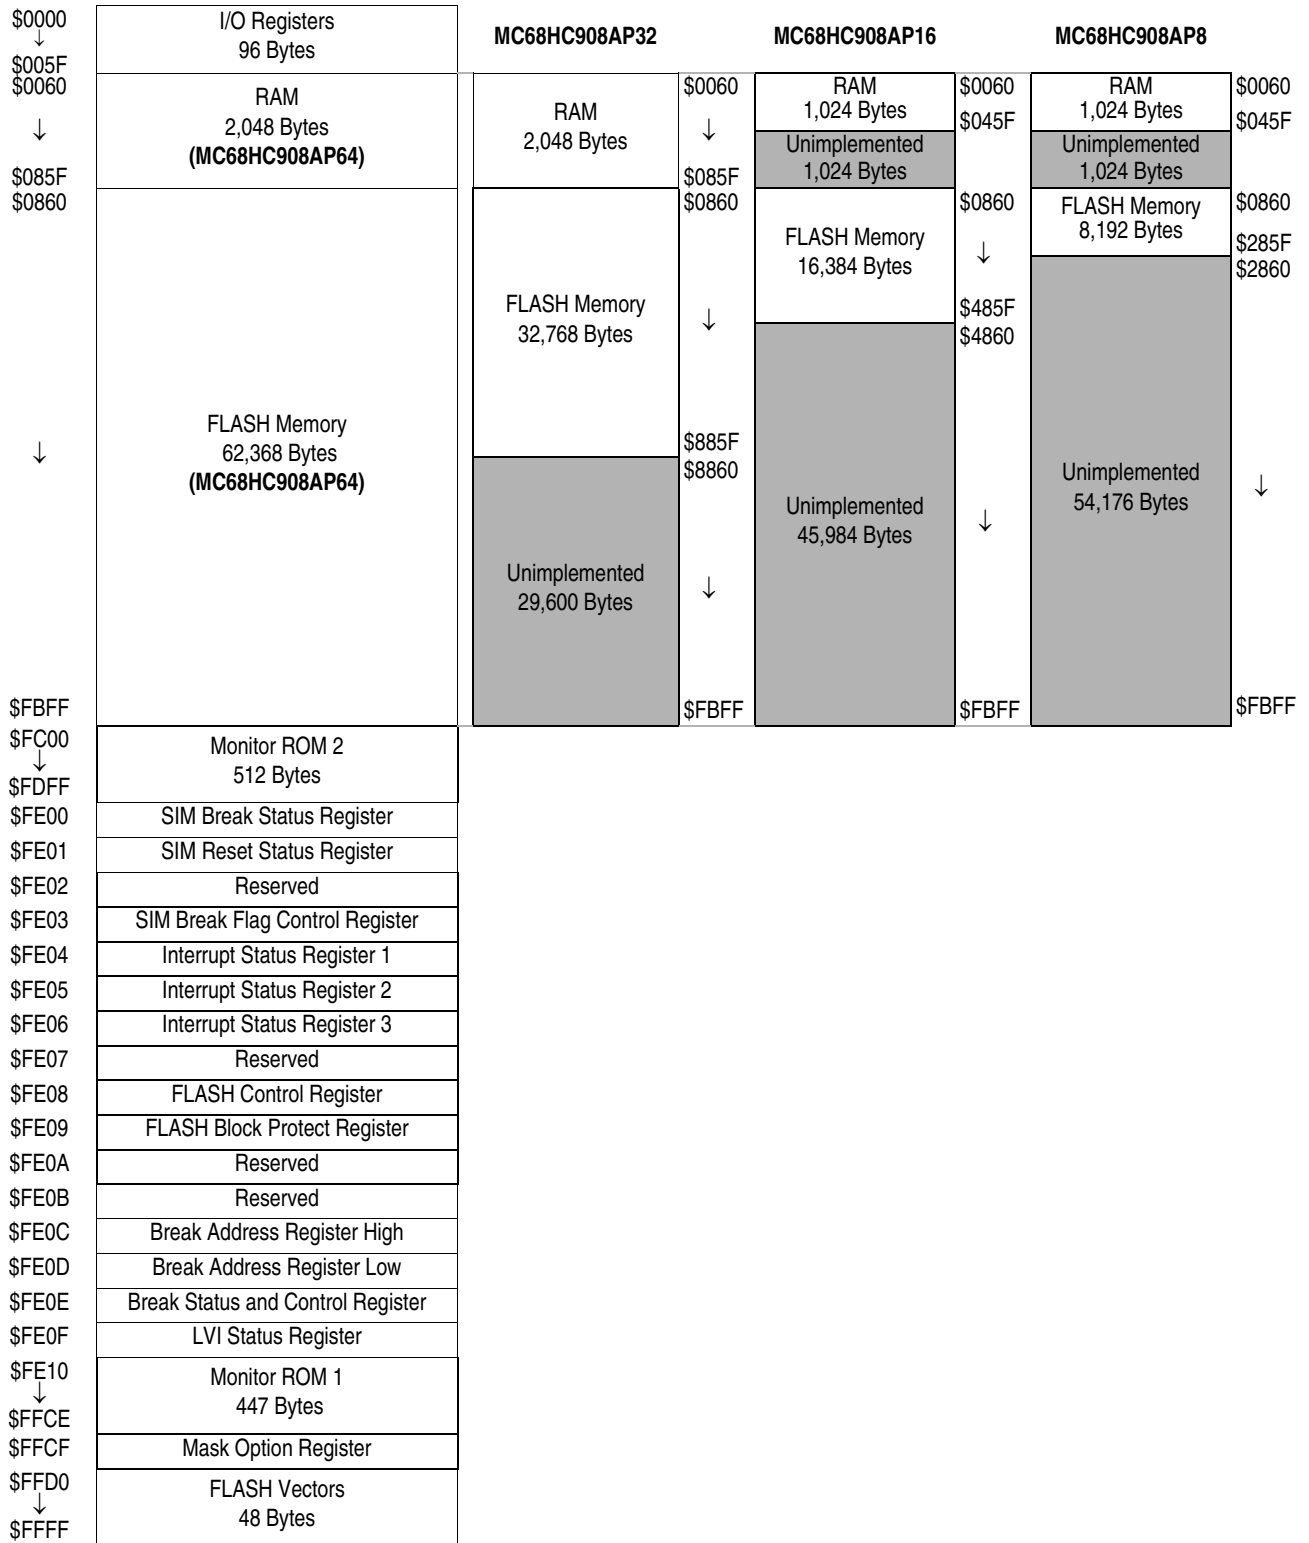 $0000
↓
$005F
I/O Registers
96 Bytes
MC68HC908AP32
MC68HC908AP16
MC68HC908AP8
$0060
↓
$085F
RAM
2,048 Bytes
(MC68HC908AP64)
RAM
2,048 Bytes
$0060
↓
$085F
RAM
1,024 Bytes
$0060
$045F
Unimplemented
1,024 Bytes
RAM
1,024 Bytes
$0060
$045F
Unimplemented
1,024 Bytes
$0860
↓
$FBFF
FLASH Memory
62,368 Bytes
(MC68HC908AP64)
FLASH Memory
32,768 Bytes
$0860
↓
$885F
Unimplemented
29,600 Bytes
$8860
↓
$FBFF
FLASH Memory
16,384 Bytes
$0860
↓
$485F
Unimplemented
45,984 Bytes
$4860
↓
$FBFF
FLASH Memory
8,192 Bytes
$0860
$285F
Unimplemented
54,176 Bytes
$2860
↓
$FBFF
$FC00
↓
$FDFF
Monitor ROM 2
512 Bytes
$FE00 SIM Break Status Register
$FE01 SIM Reset Status Register
$FE02 Reserved
$FE03 SIM Break Flag Control Register
$FE04 Interrupt Status Register 1
$FE05 Interrupt Status Register 2
$FE06 Interrupt Status Register 3
$FE07 Reserved
$FE08 FLASH Control Register
$FE09 FLASH Block Protect Register
$FE0A Reserved
$FE0B Reserved
$FE0C Break Address Register High
$FE0D Break Address Register Low
$FE0E Break Status and Control Register
$FE0F LVI Status Register
$FE10
↓
$FFCE
Monitor ROM 1
447 Bytes
$FFCF Mask Option Register
$FFD0
↓
$FFFF
FLASH Vectors
48 Bytes